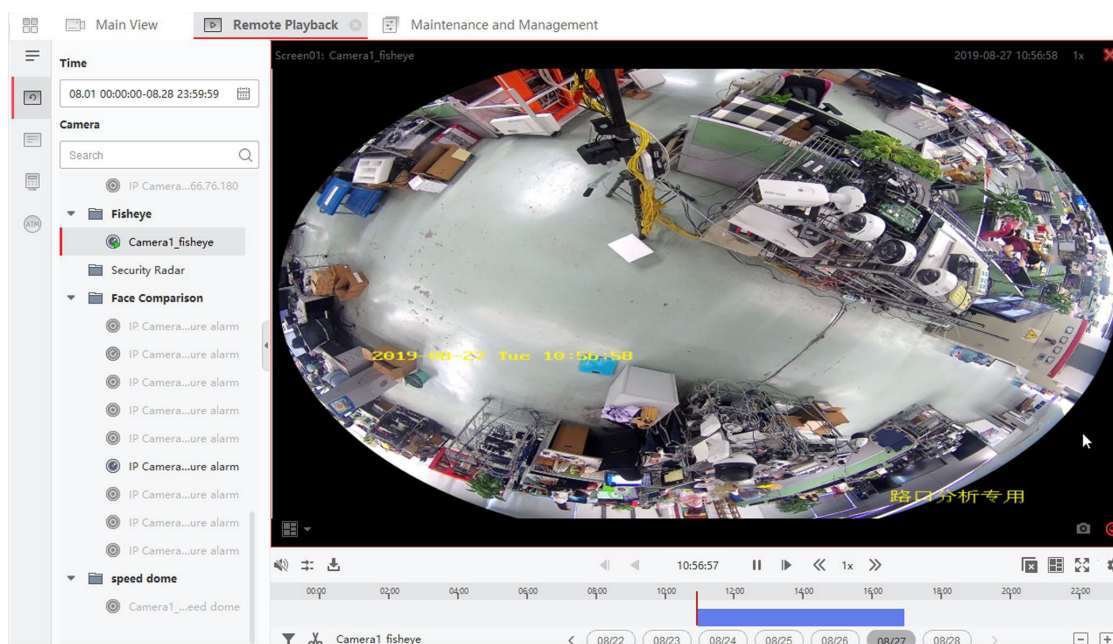 Main View
Remote Playback
Maintenance and Management
Time
08.01 00:00:00-08.28 23:59:59
Camera
Search
IP Camera...66.76.180
Fisheye
Camera1_fisheye
Security Radar
Face Comparison
IP Camera...ure alarm
IP Camera...ure alarm
IP Camera...ure alarm
IP Camera...ure alarm
IP Camera...ure alarm
IP Camera...ure alarm
IP Camera...ure alarm
IP Camera...ure alarm
IP Camera...ure alarm
speed dome
Camera1_...eed dome
ATM
Screen01: Camera1_fisheye
2019-08-27 10:56:58 1x
2019-08-27 Tue 10:56:58
路口分析专用
10:56:57
1x
00:00 02:00 04:00 06:00 08:00 10:00 12:00 14:00 16:00 18:00 20:00 22:00
Camera1 fisheye
08/22 08/23 08/24 08/25 08/26 08/27 08/28